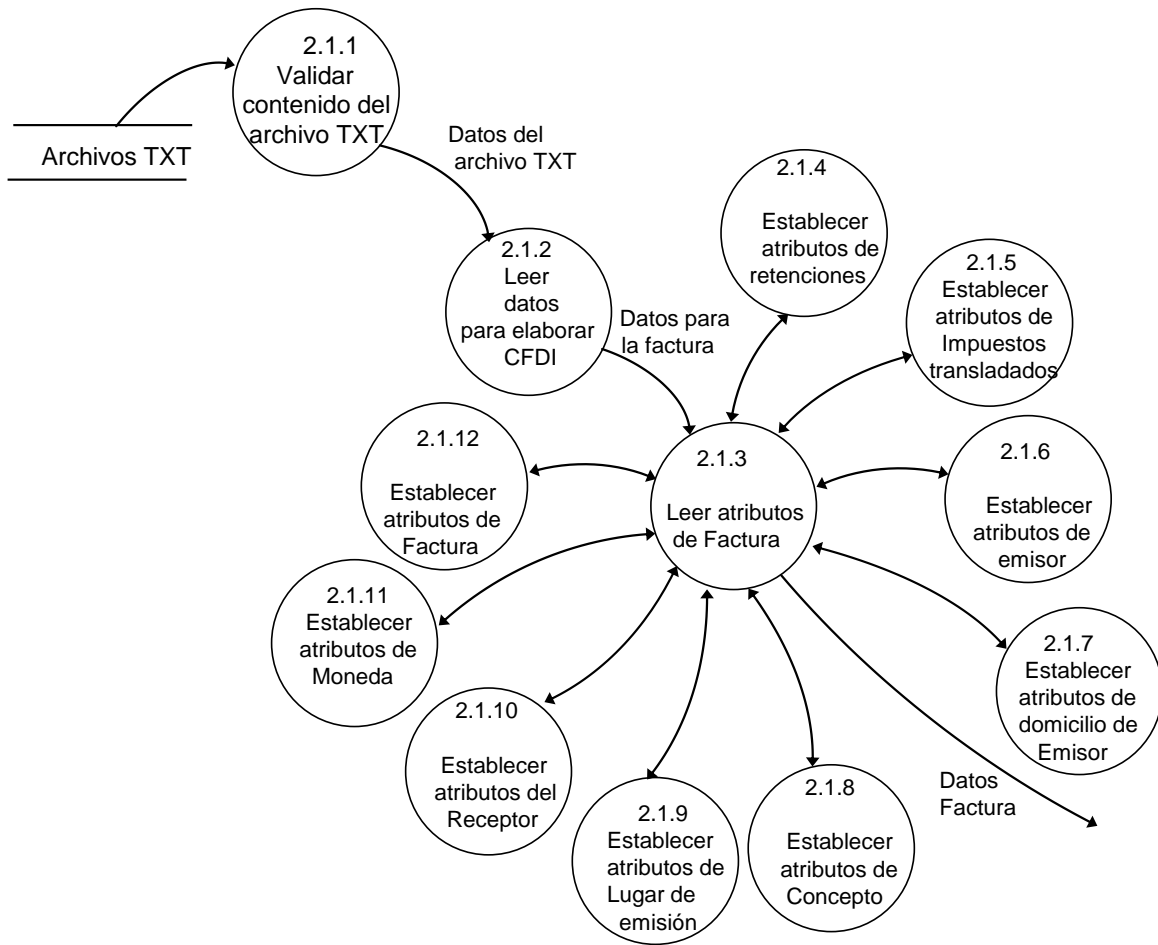 2.1.1
Validar
contenido del
archivo TXT
Archivos TXT
Datos del
archivo TXT
2.1.2
Leer
datos
para elaborar
CFDI
Datos para
la factura
2.1.4
Establecer
atributos de
retenciones
2.1.5
Establecer
atributos de
Impuestos
transladados
2.1.12
Establecer
atributos de
Factura
2.1.3
Leer atributos
de Factura
2.1.6
Establecer
atributos de
emisor
2.1.11
Establecer
atributos de
Moneda
2.1.7
Establecer
atributos de
domicilio de
Emisor
2.1.10
Establecer
atributos del
Receptor
2.1.9
Establecer
atributos de
Lugar de
emisión
2.1.8
Establecer
atributos de
Concepto
Datos
Factura